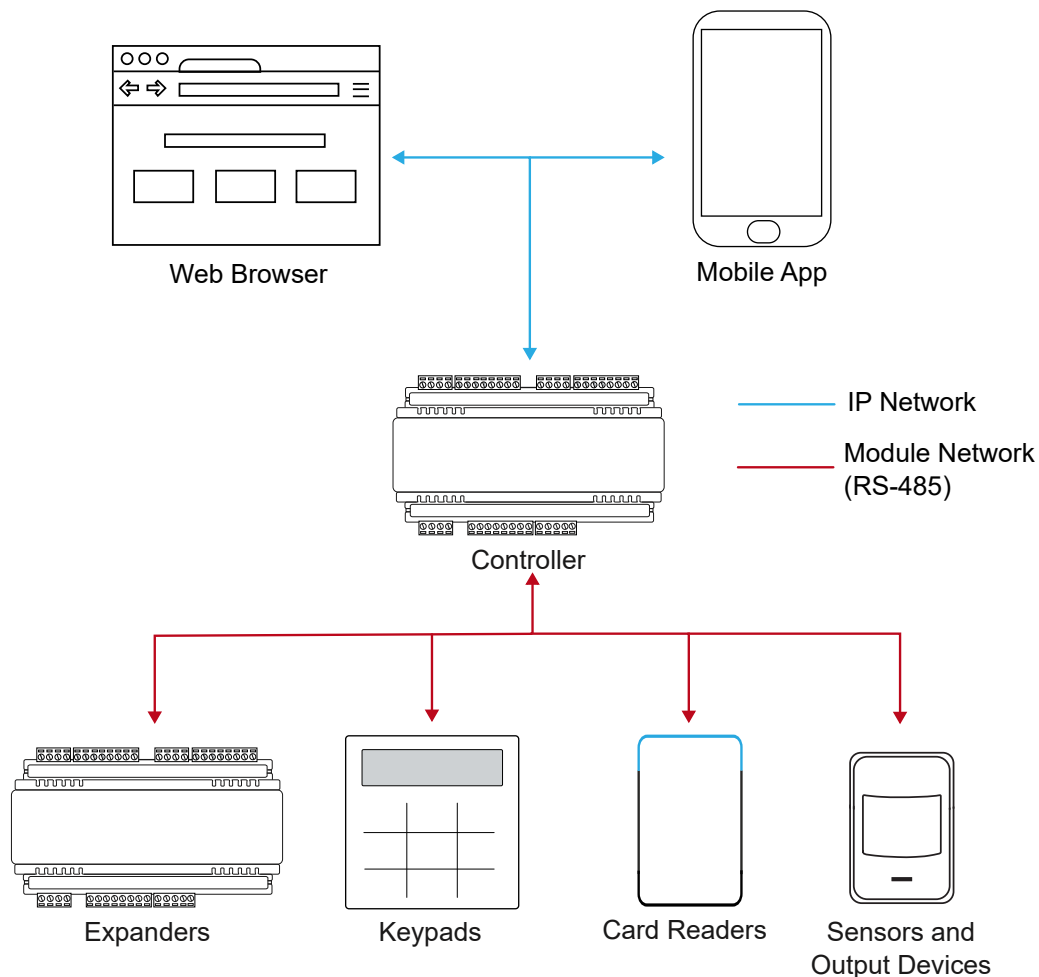 Web Browser
Mobile App
IP Network
Module Network
(RS-485)
Controller
Expanders
Keypads
Card Readers
Sensors and
Output Devices